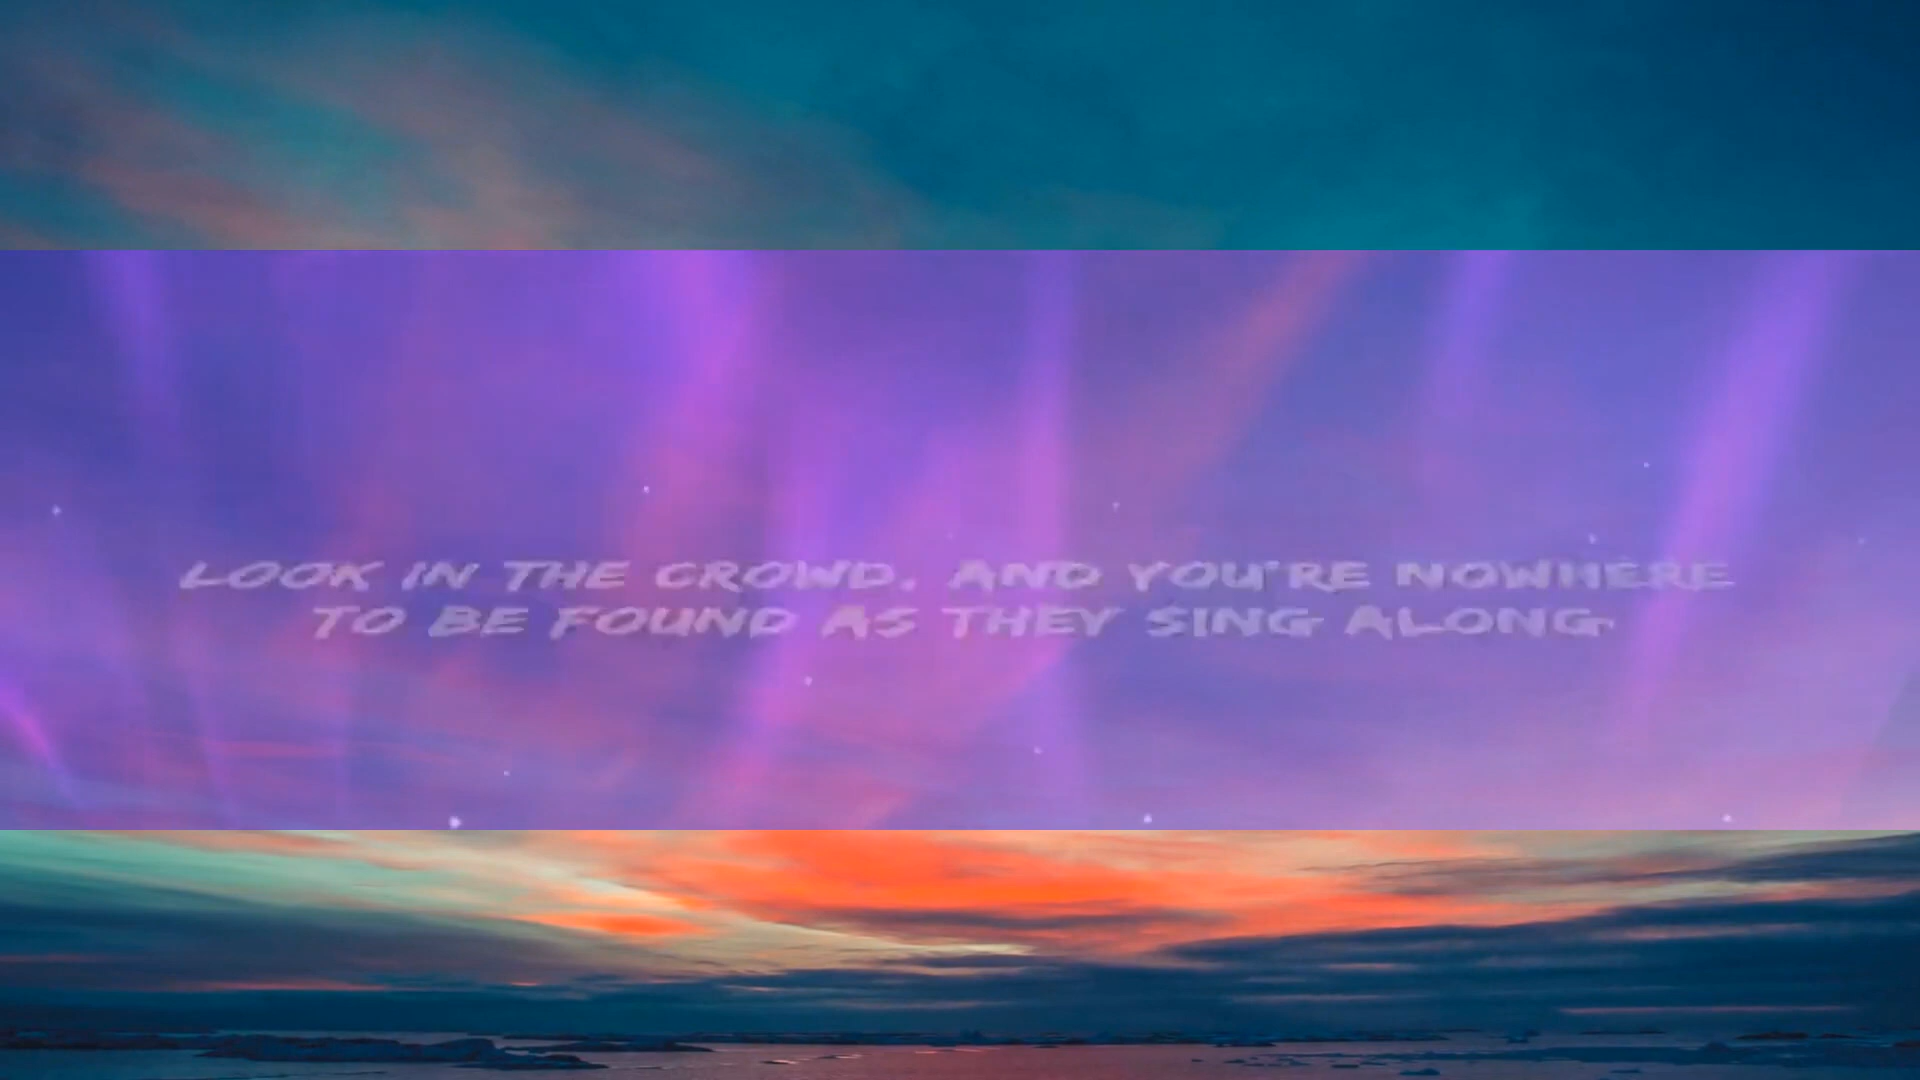 LOOK IN THE CROWD, AND YOU'RE NOWHERE
TO BE FOUND AS THEY SING ALONG